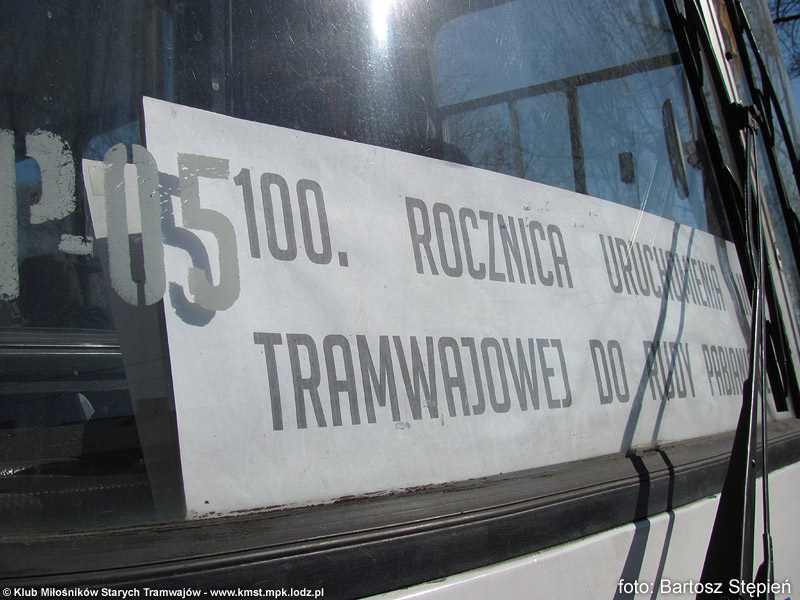 P-05
100. ROCZNICA URUCHOMIENIA
TRAMWAJOWEJ DO RUDY
© Klub Miłośników Starych Tramwajów - www.kmst.mpk.lodz.pl
foto: Bartosz Stępień